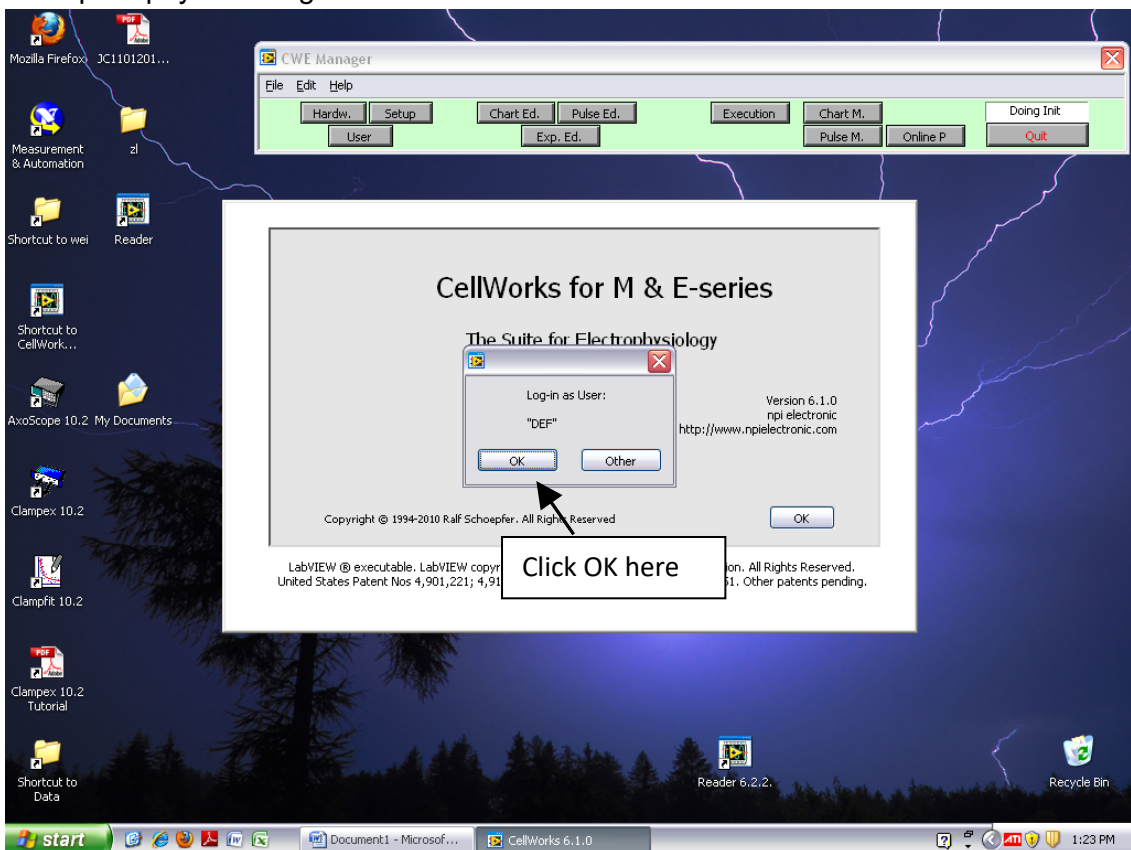 Mozilla Firefox
JC1101201...
Measurement
& Automation
zl
Shortcut to wei
Reader
Shortcut to
CellWork...
AxoScope 10.2
My Documents
Clampex 10.2
Clampfit 10.2
Clampex 10.2
Tutorial
Shortcut to
Data
CWE Manager
File Edit Help
Hardw. Setup Chart Ed. Pulse Ed. Execution Chart M. Doing Init
User Exp. Ed. Pulse M. Online P Quit
CellWorks for M & E-series
The Suite for Electrophysiology
Log-in as User:
"DEF"
OK Other
Version 6.1.0
npi electronic
http://www.npielectronic.com
Copyright © 1994-2010 Ralf Schoepfer. All Rights Reserved
OK
Click OK here
LabVIEW ® executable. LabVIEW ion. All Rights Reserved.
United States Patent Nos 4,901,221; Other patents pending.
Reader 6.2.2.
Recycle Bin
start
Document1 - Microsof...
CellWorks 6.1.0
1:23 PM